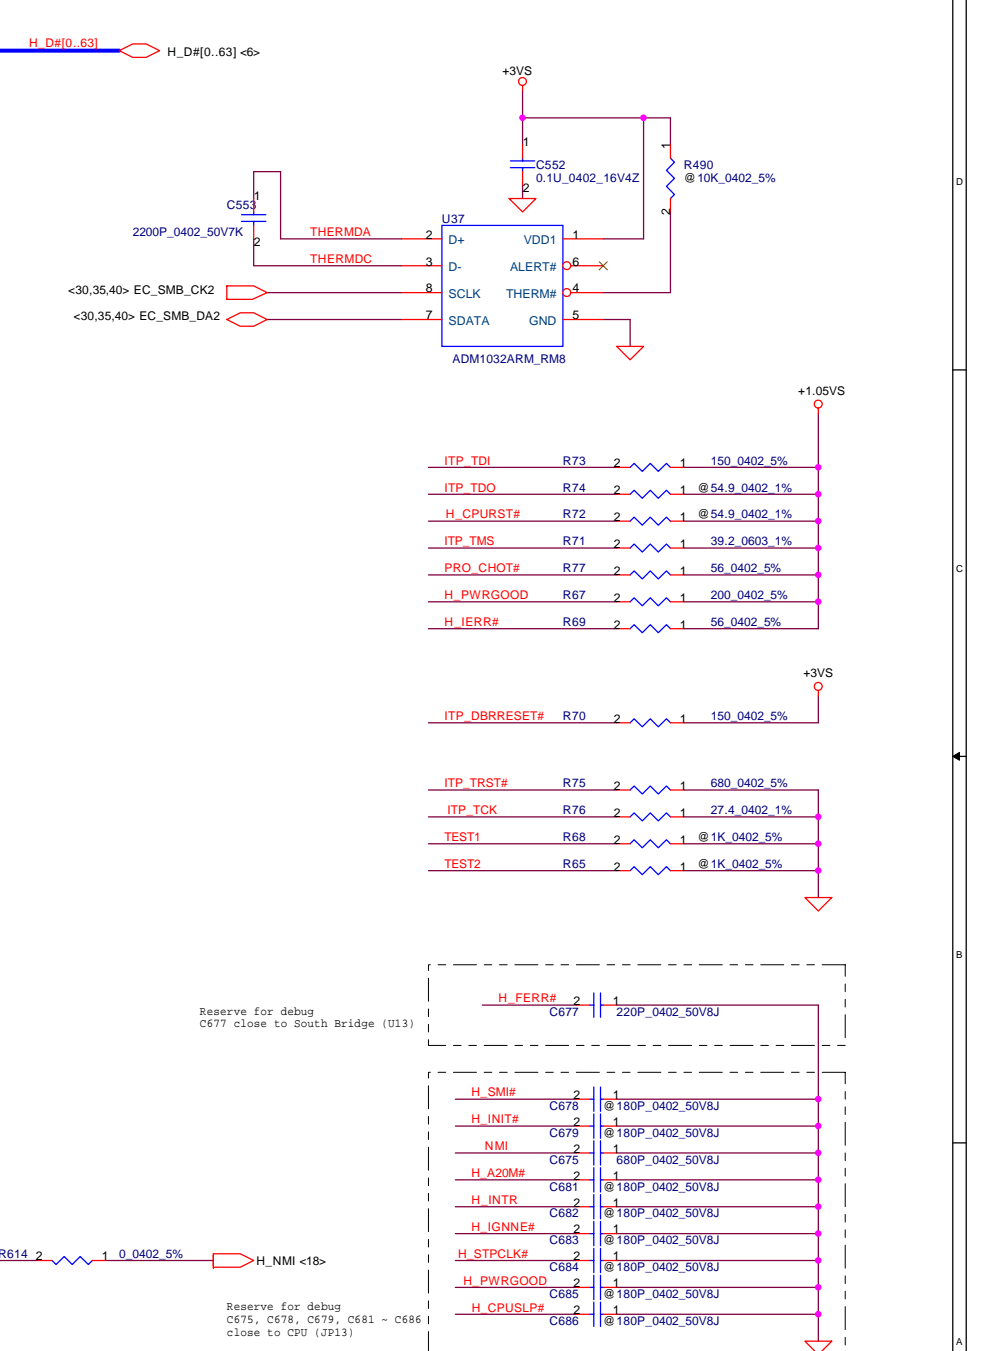 H_D#[0..63]
H_D#[0..63] <6>
+3VS
1
C552
0.1U_0402_16V4Z
2
1
R490
@10K_0402_5%
2
D
1
C553
2200P_0402_50V7K
2
U37
THERMDA 2 D+ VDD1 1
THERMDC 3 D- ALERT# 6
<30,35,40> EC_SMB_CK2 8 SCLK THERM# 4
<30,35,40> EC_SMB_DA2 7 SDATA GND 5
ADM1032ARM_RM8
+1.05VS
ITP_TDI R73 2 1 150_0402_5%
ITP_TDO R74 2 1 @54.9_0402_1%
H_CPURST# R72 2 1 @54.9_0402_1%
ITP_TMS R71 2 1 39.2_0603_1%
PRO_CHOT# R77 2 1 56_0402_5%
C
H_PWRGOOD R67 2 1 200_0402_5%
H_IERR# R69 2 1 56_0402_5%
+3VS
ITP_DBRRESET# R70 2 1 150_0402_5%
ITP_TRST# R75 2 1 680_0402_5%
ITP_TCK R76 2 1 27.4_0402_1%
TEST1 R68 2 1 @1K_0402_5%
TEST2 R65 2 1 @1K_0402_5%
B
H_FERR# 2 1
C677 220P_0402_50V8J
Reserve for debug
C677 close to South Bridge (U13)
H_SMI# 2 1
C678 @180P_0402_50V8J
H_INIT# 2 1
C679 @180P_0402_50V8J
NMI 2 1
C675 680P_0402_50V8J
H_A20M# 2 1
C681 @180P_0402_50V8J
H_INTR 2 1
C682 @180P_0402_50V8J
H_IGNNE# 2 1
C683 @180P_0402_50V8J
H_STPCLK# 2 1
C684 @180P_0402_50V8J
H_PWRGOOD 2 1
C685 @180P_0402_50V8J
H_CPUSLP# 2 1
C686 @180P_0402_50V8J
R614 2 1 0_0402_5% H_NMI <18>
Reserve for debug
C675, C678, C679, C681 ~ C686
close to CPU (JP13)
A